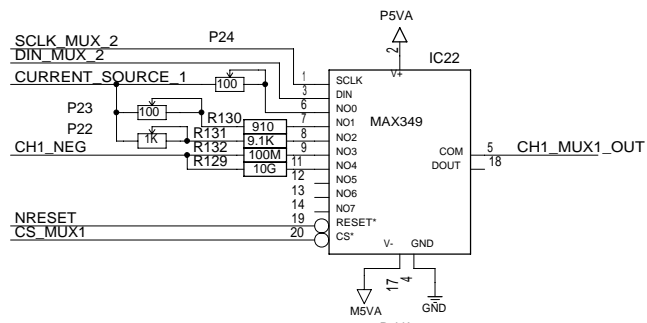 P5VA
SCLK_MUX_2
P24
2
IC22
DIN_MUX_2
V+
CURRENT_SOURCE_1
100
1
SCLK
3
DIN
6
NO0
P23
100
R130
910
7
NO1
MAX349
P22
1K
R131
9.1K
8
NO2
CH1_NEG
R132
100M
9
NO3
COM
5
CH1_MUX1_OUT
R129
10G
11
NO4
DOUT
18
12
NO5
13
NO6
14
NO7
NRESET
19
RESET*
CS_MUX1
20
CS*
V-
GND
17
4
M5VA
GND